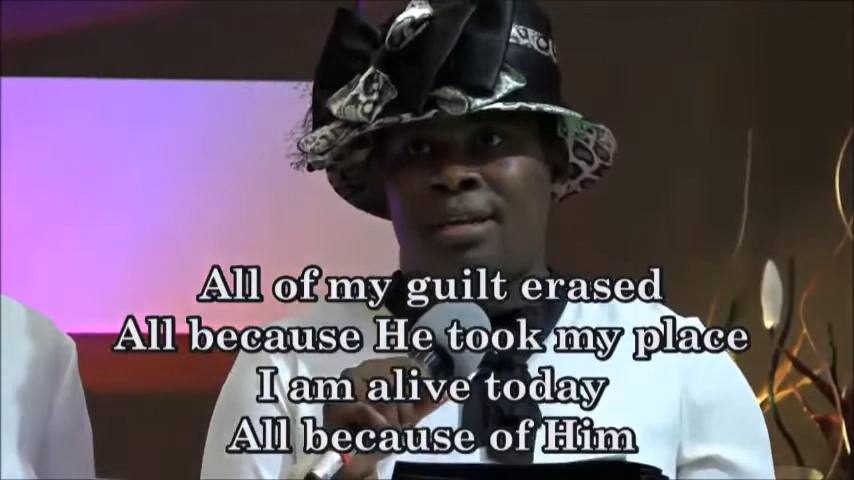 All of my guilt erased
All because He took my place
I am alive today
All because of Him